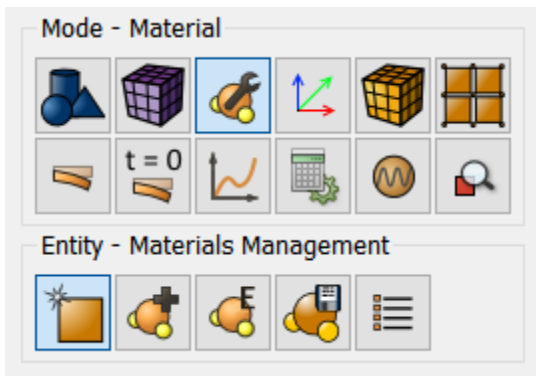 Mode - Material
t = 0
Entity - Materials Management
E